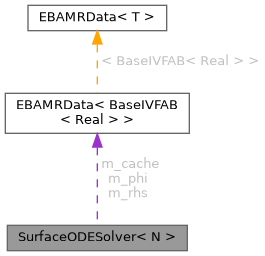 EBAMRData< T >
< BaseIVFAB< Real > >
EBAMRData< BaseIVFAB
< Real > >
m_cache
m_phi
m_rhs
SurfaceODESolver< N >